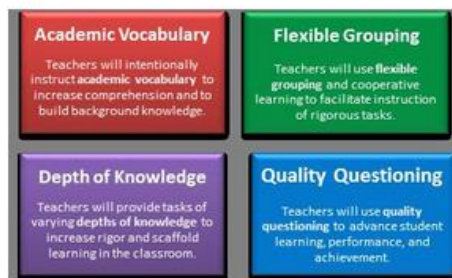 Academic Vocabulary
Teachers will intentionally
instruct academic vocabulary to
increase comprehension and to
build background knowledge.
Flexible Grouping
Teachers will use flexible
grouping and cooperative
learning to facilitate instruction
of rigorous tasks.
Depth of Knowledge
Teachers will provide tasks of
varying depths of knowledge to
increase rigor and scaffold
learning in the classroom.
Quality Questioning
Teachers will use quality
questioning to advance student
learning, performance, and
achievement.